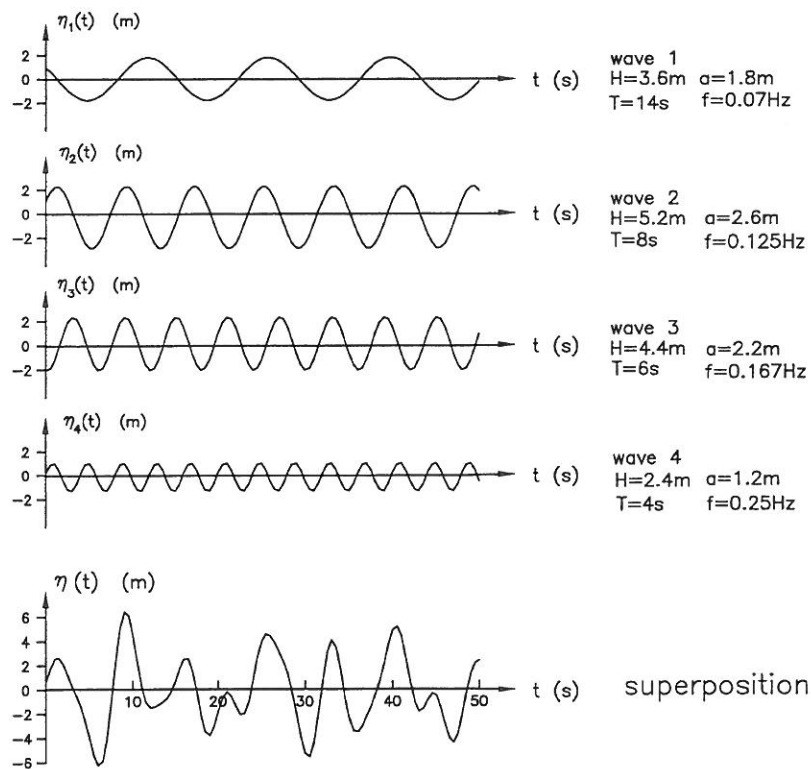 η₁(t) (m)
2
0
-2
t (s)
wave 1
H=3.6m a=1.8m
T=14s f=0.07Hz
η₂(t) (m)
2
0
-2
t (s)
wave 2
H=5.2m a=2.6m
T=8s f=0.125Hz
η₃(t) (m)
2
0
-2
t (s)
wave 3
H=4.4m a=2.2m
T=6s f=0.167Hz
η₄(t) (m)
2
0
-2
t (s)
wave 4
H=2.4m a=1.2m
T=4s f=0.25Hz
η(t) (m)
6
4
2
0
-2
-4
-6
10 20 30 40 50
t (s)
superposition